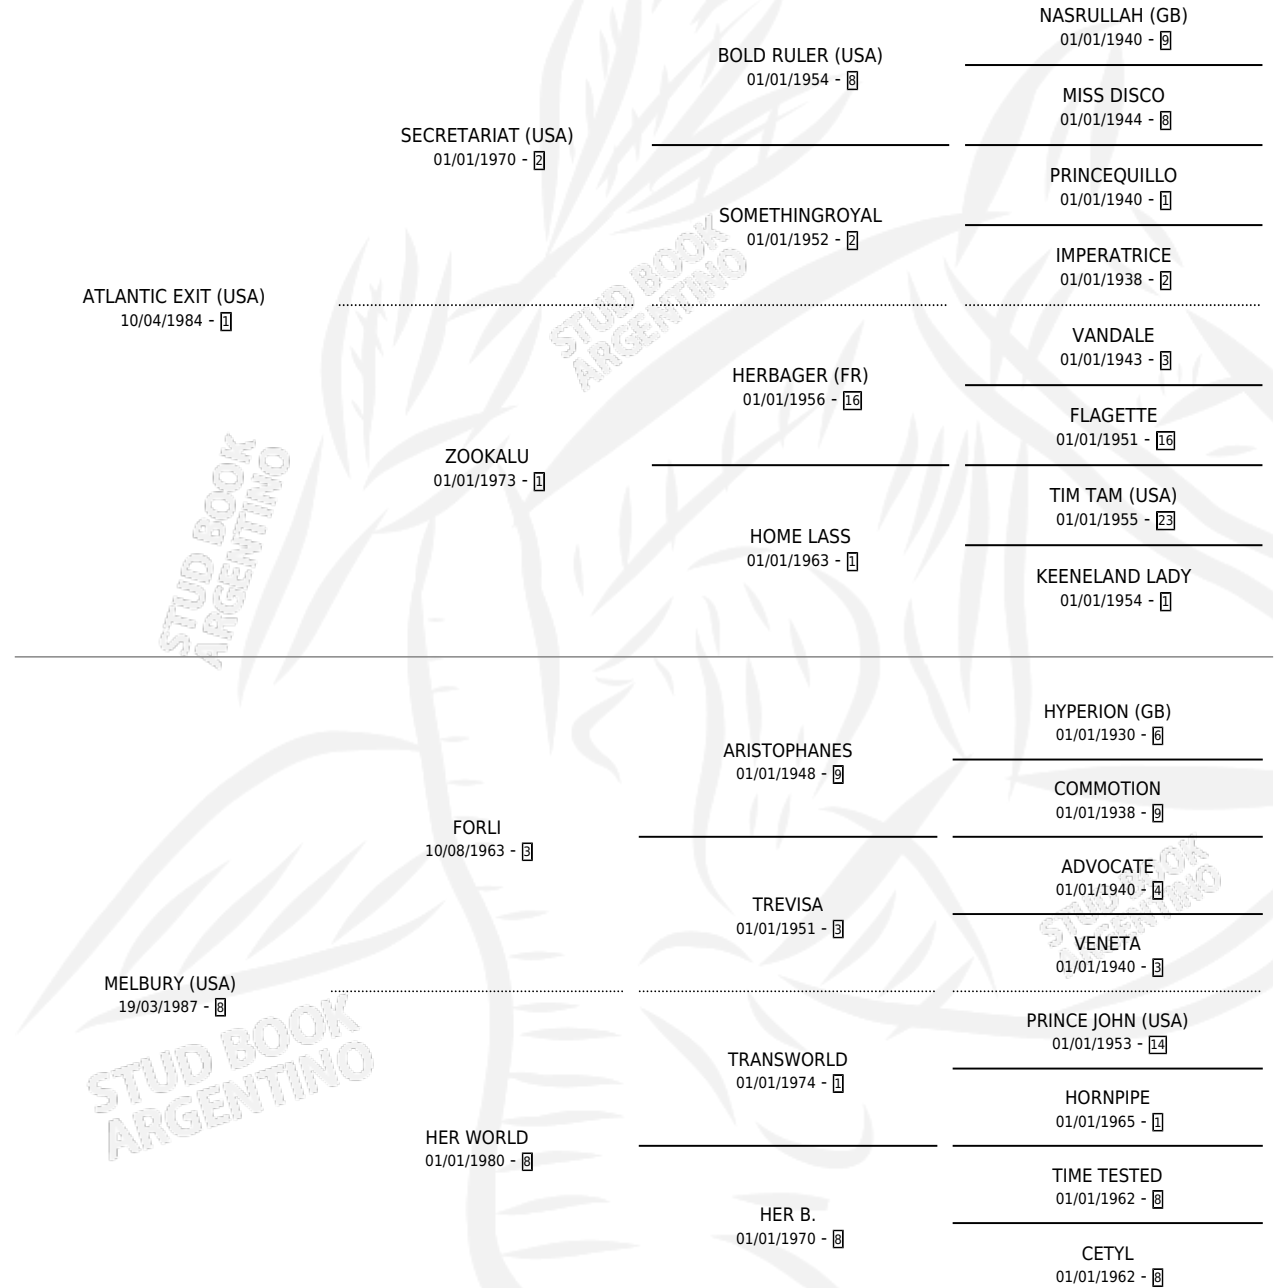 NASRULLAH (GB)
01/01/1940 - 9
BOLD RULER (USA)
01/01/1954 - 8
MISS DISCO
01/01/1944 - 8
SECRETARIAT (USA)
01/01/1970 - 2
PRINCEQUILLO
01/01/1940 - 1
SOMETHINGROYAL
01/01/1952 - 2
IMPERATRICE
01/01/1938 - 2
ATLANTIC EXIT (USA)
10/04/1984 - 1
STUD BOOK
ARGENTINO
VANDALE
01/01/1943 - 3
HERBAGER (FR)
01/01/1956 - 16
FLAGETTE
01/01/1951 - 16
ZOOKALU
01/01/1973 - 1
TIM TAM (USA)
01/01/1955 - 23
HOME LASS
01/01/1963 - 1
KEENELAND LADY
01/01/1954 - 1
STUD BOOK
ARGENTINO
HYPERION (GB)
01/01/1930 - 6
ARISTOPHANES
01/01/1948 - 9
COMMOTION
01/01/1938 - 9
FORLI
10/08/1963 - 3
ADVOCATE
01/01/1940 - 4
TREVISA
01/01/1951 - 3
VENETA
01/01/1940 - 3
STUD BOOK
ARGENTINO
MELBURY (USA)
19/03/1987 - 8
PRINCE JOHN (USA)
01/01/1953 - 14
TRANSWORLD
01/01/1974 - 1
HORNPIPE
01/01/1965 - 1
STUD BOOK
ARGENTINO
HER WORLD
01/01/1980 - 8
TIME TESTED
01/01/1962 - 8
HER B.
01/01/1970 - 8
CETYL
01/01/1962 - 8